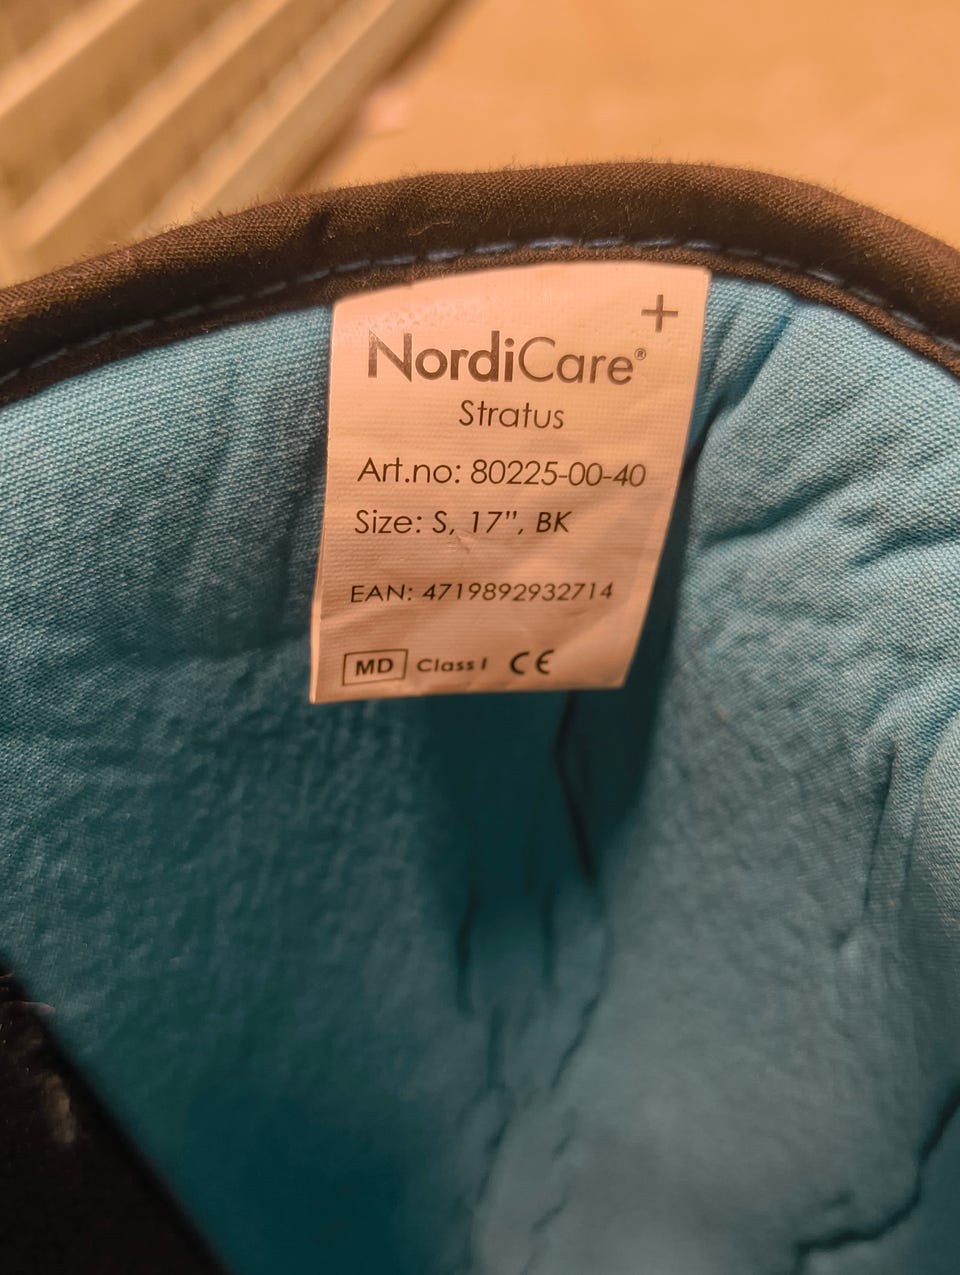 +
NordiCare®
Stratus
Art.no: 80225-00-40
Size: S, 17”, BK
EAN: 4719892932714
MD Class I CE